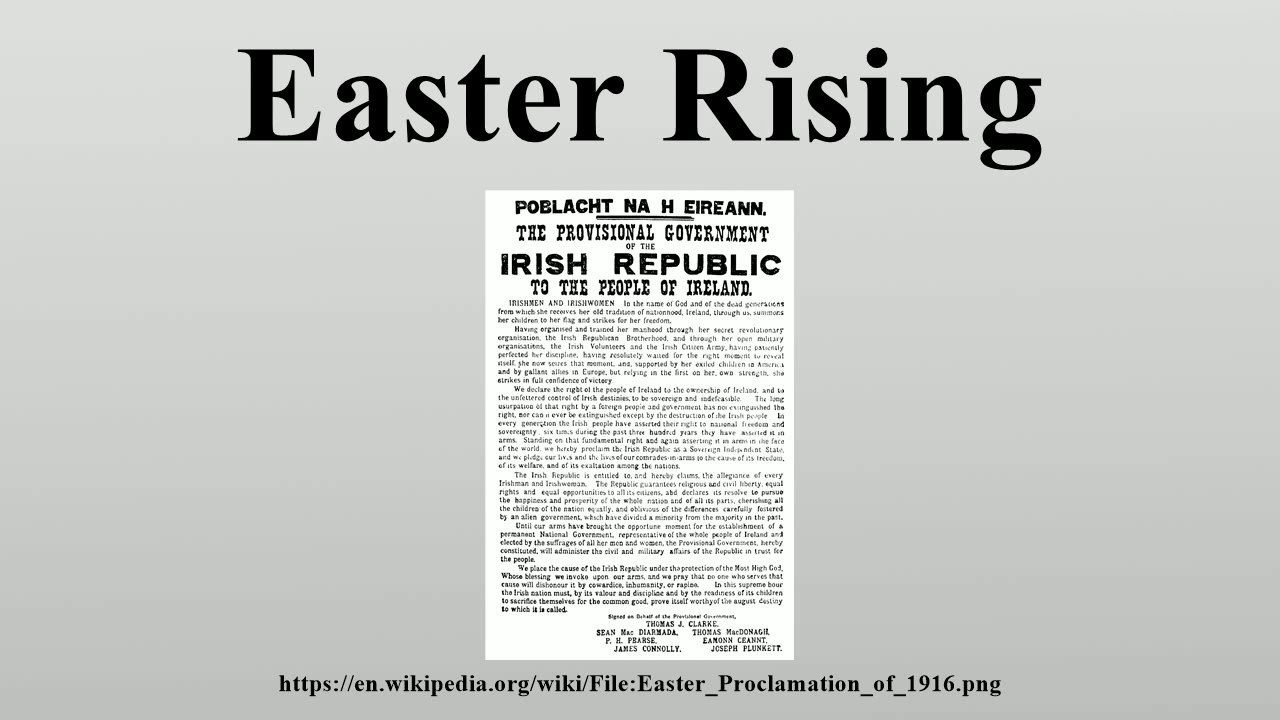 Easter Rising
POBLACHT NA H EIREANN.
THE PROVISIONAL GOVERNMENT
OF THE
IRISH REPUBLIC
TO THE PEOPLE OF IRELAND.
IRISHMEN AND IRISHWOMEN In the name of God and of the dead generations
from which she receives her old tradition of nationhood, Ireland, through us, summons
her children to her flag and strikes for her freedom.
Having organised and trained her manhood through her secret revolutionary
organisation, the Irish Republican Brotherhood, and through her open military
organisations, the Irish Volunteers and the Irish Citizen Army, having patiently
perfected her discipline, having resolutely waited for the right moment to reveal
itself, she now seizes that moment, and, supported by her exiled children in America
and by gallant allies in Europe, but relying in the first on her own strength, she
strikes in full confidence of victory.
We declare the right of the people of Ireland to the ownership of Ireland, and to
the unfettered control of Irish destinies, to be sovereign and indefeasible. The long
usurpation of that right by a foreign people and government has not extinguished the
right, nor can it ever be extinguished except by the destruction of the Irish people In
every generation the Irish people have asserted their right to national freedom and
sovereignty, six times during the past three hundred years they have asserted it in
arms. Standing on that fundamental right and again asserting it in arms in the face
of the world, we hereby proclaim the Irish Republic as a Sovereign Independent State,
and we pledge our lives and the lives of our comrades-in-arms to the cause of its freedom,
of its welfare, and of its exaltation among the nations.
The Irish Republic is entitled to, and hereby claims, the allegiance of every
Irishman and Irishwoman. The Republic guarantees religious and civil liberty, equal
rights and equal opportunities to all its citizens, abd declares its resolve to pursue
the happiness and prosperity of the whole nation and of all its parts, cherishing all
the children of the nation equally, and oblivious of the differences carefully fostered
by an alien government, which have divided a minority from the majority in the past.
Until our arms have brought the opportune moment for the establishment of a
permanent National Government, representative of the whole people of Ireland and
elected by the suffrages of all her men and women, the Provisional Government, hereby
constituted, will administer the civil and military affairs of the Republic in trust for
the people.
We place the cause of the Irish Republic under the protection of the Most High God,
Whose blessing we invoke upon our arms, and we pray that no one who serves that
cause will dishonour it by cowardice, inhumanity, or rapine. In this supreme hour
the Irish nation must, by its valour and discipline and by the readiness of its children
to sacrifice themselves for the common good, prove itself worthy of the august destiny
to which it is called.
Signed on Behalf of the Provisional Government,
THOMAS J. CLARKE.
SEAN Mac DIARMADA, THOMAS MacDONAGH,
P. H. PEARSE, EAMONN CEANNT,
JAMES CONNOLLY. JOSEPH PLUNKETT.
https://en.wikipedia.org/wiki/File:Easter_Proclamation_of_1916.png